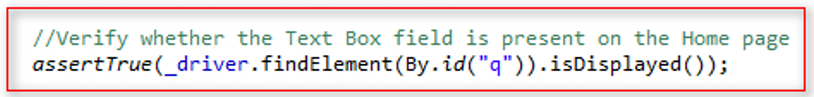 //Verify whether the Text Box field is present on the Home page
assertTrue(_driver.findElement(By.id("q")).isDisplayed());